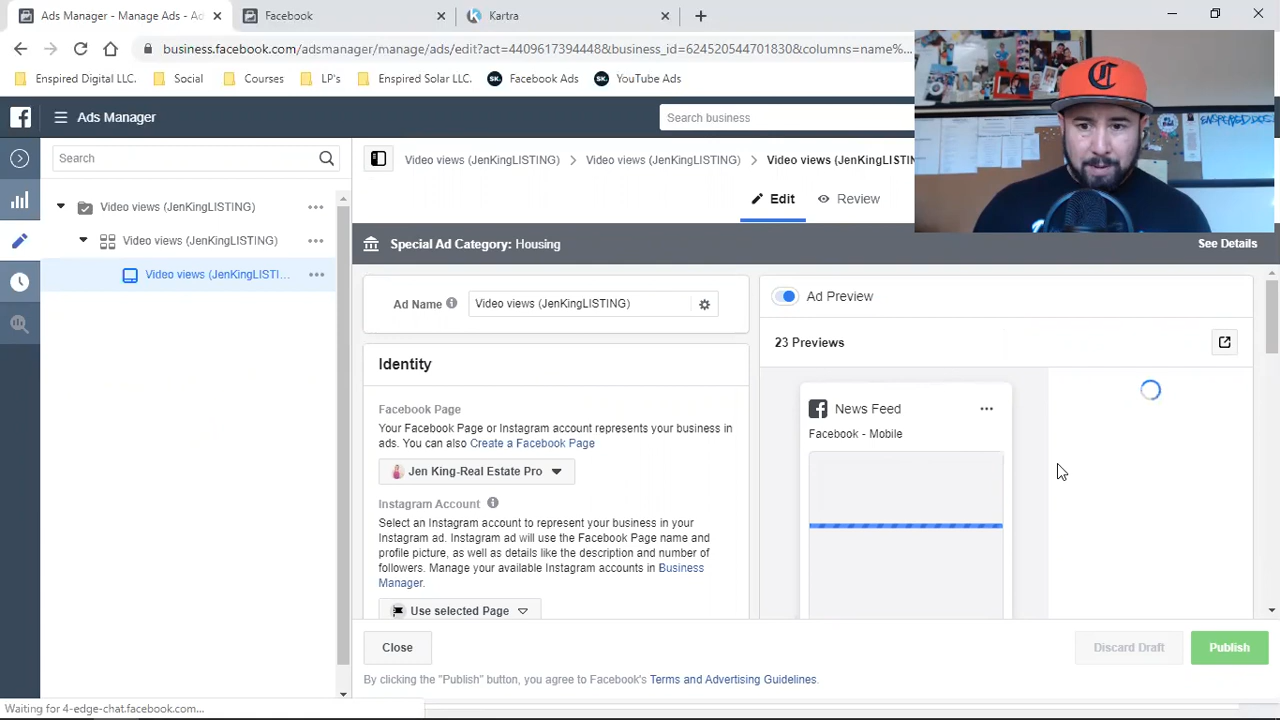 Ads Manager - Manage Ads - Ad
Facebook
Kartra
business.facebook.com/adsmanager/manage/ads/edit?act=4409617394448&business_id=624520544701830&columns=name%...
Enspired Digital LLC.
Social
Courses
LP's
Enspired Solar LLC.
SK.
Facebook Ads
SK.
YouTube Ads
Ads Manager
Search business
Search
Video views (JenKingLISTING)
Video views (JenKingLISTING)
Video views (JenKingLISTIN
Video views (JenKingLISTING)
Video views (JenKingLISTING)
Video views (JenKingLISTI...
Edit
Review
Special Ad Category: Housing
See Details
Ad Name
Video views (JenKingLISTING)
Ad Preview
23 Previews
Identity
Facebook Page
Your Facebook Page or Instagram account represents your business in
ads. You can also Create a Facebook Page
Jen King-Real Estate Pro
Instagram Account
Select an Instagram account to represent your business in your
Instagram ad. Instagram ad will use the Facebook Page name and
profile picture, as well as details like the description and number of
followers. Manage your available Instagram accounts in Business
Manager.
Use selected Page
News Feed
Facebook - Mobile
Close
Discard Draft
Publish
By clicking the "Publish" button, you agree to Facebook's Terms and Advertising Guidelines.
Waiting for 4-edge-chat.facebook.com...